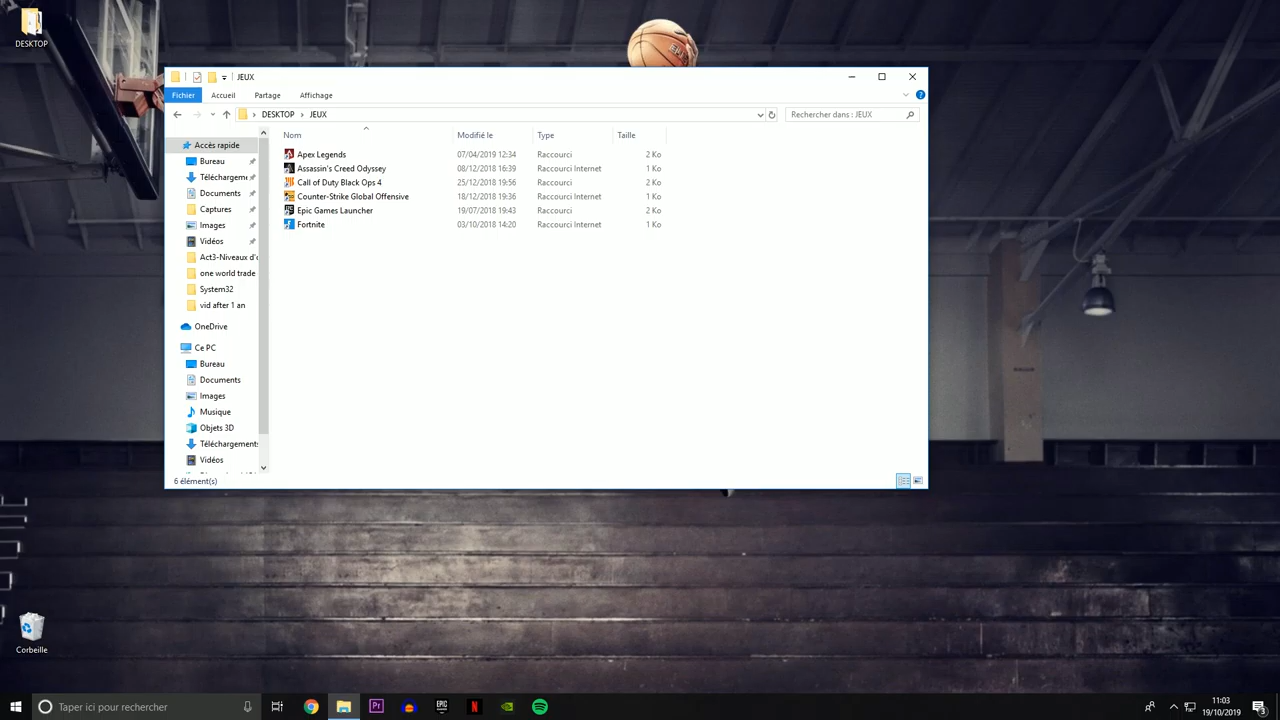 DESKTOP
JEUX
Fichier Accueil Partage Affichage
DESKTOP > JEUX
Rechercher dans : JEUX
Nom Modifié le Type Taille
Apex Legends 07/04/2019 12:34 Raccourci 2 Ko
Assassin's Creed Odyssey 08/12/2018 16:39 Raccourci Internet 1 Ko
Call of Duty Black Ops 4 25/12/2018 19:56 Raccourci 2 Ko
Counter-Strike Global Offensive 18/12/2018 19:36 Raccourci Internet 1 Ko
Epic Games Launcher 19/07/2018 19:43 Raccourci 2 Ko
Fortnite 03/10/2018 14:20 Raccourci Internet 1 Ko
Accès rapide
Bureau
Téléchargeme
Documents
Captures
Images
Vidéos
Act3-Niveaux d'o
one world trade
System32
vid after 1 an
OneDrive
Ce PC
Bureau
Documents
Images
Musique
Objets 3D
Téléchargements
Vidéos
6 élément(s)
Corbeille
Taper ici pour rechercher
Pr
EPIC
N
11:03
19/10/2019